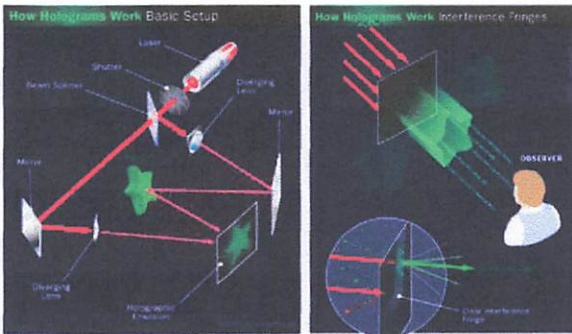 How Holograms Work Basic Setup
Laser
Shutter
Beam Splitter
Diverging
Lens
Mirror
Mirror
Diverging
Lens
Holographic
Emulsion
How Holograms Work Interference Fringes
OBSERVER
Clear Interference
Fringe